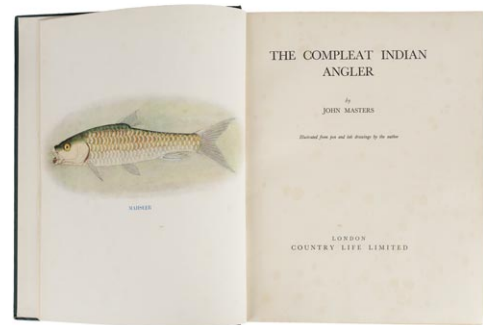 MAHSEER
THE COMPLEAT INDIAN
ANGLER
by
JOHN MASTERS
Illustrated from pen and ink drawings by the author
LONDON
COUNTRY LIFE LIMITED